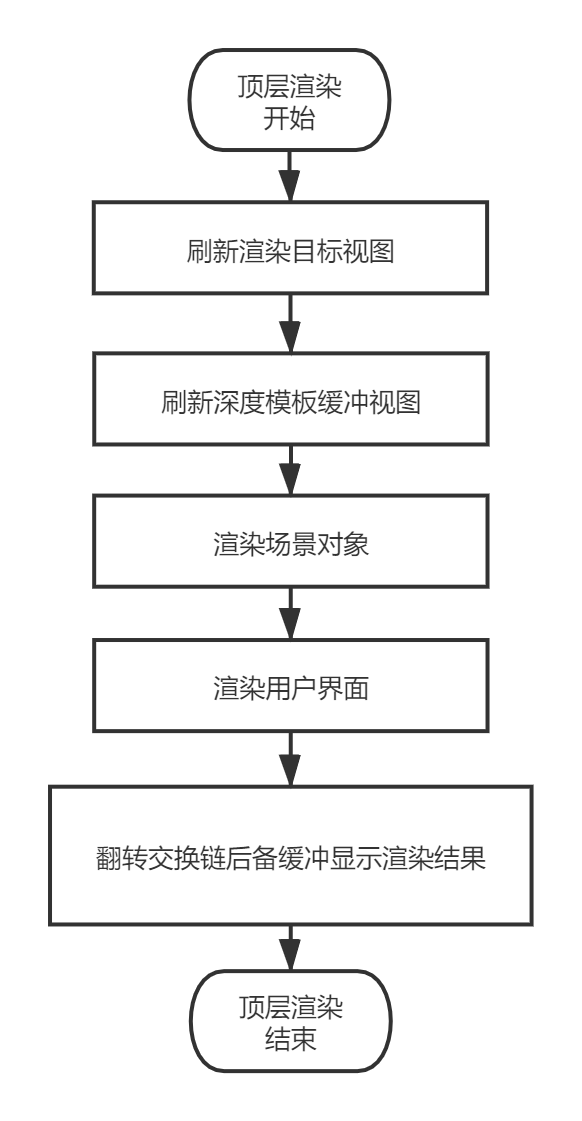 顶层渲染
开始
刷新渲染目标视图
刷新深度模板缓冲视图
渲染场景对象
渲染用户界面
翻转交换链后备缓冲显示渲染结果
顶层渲染
结束